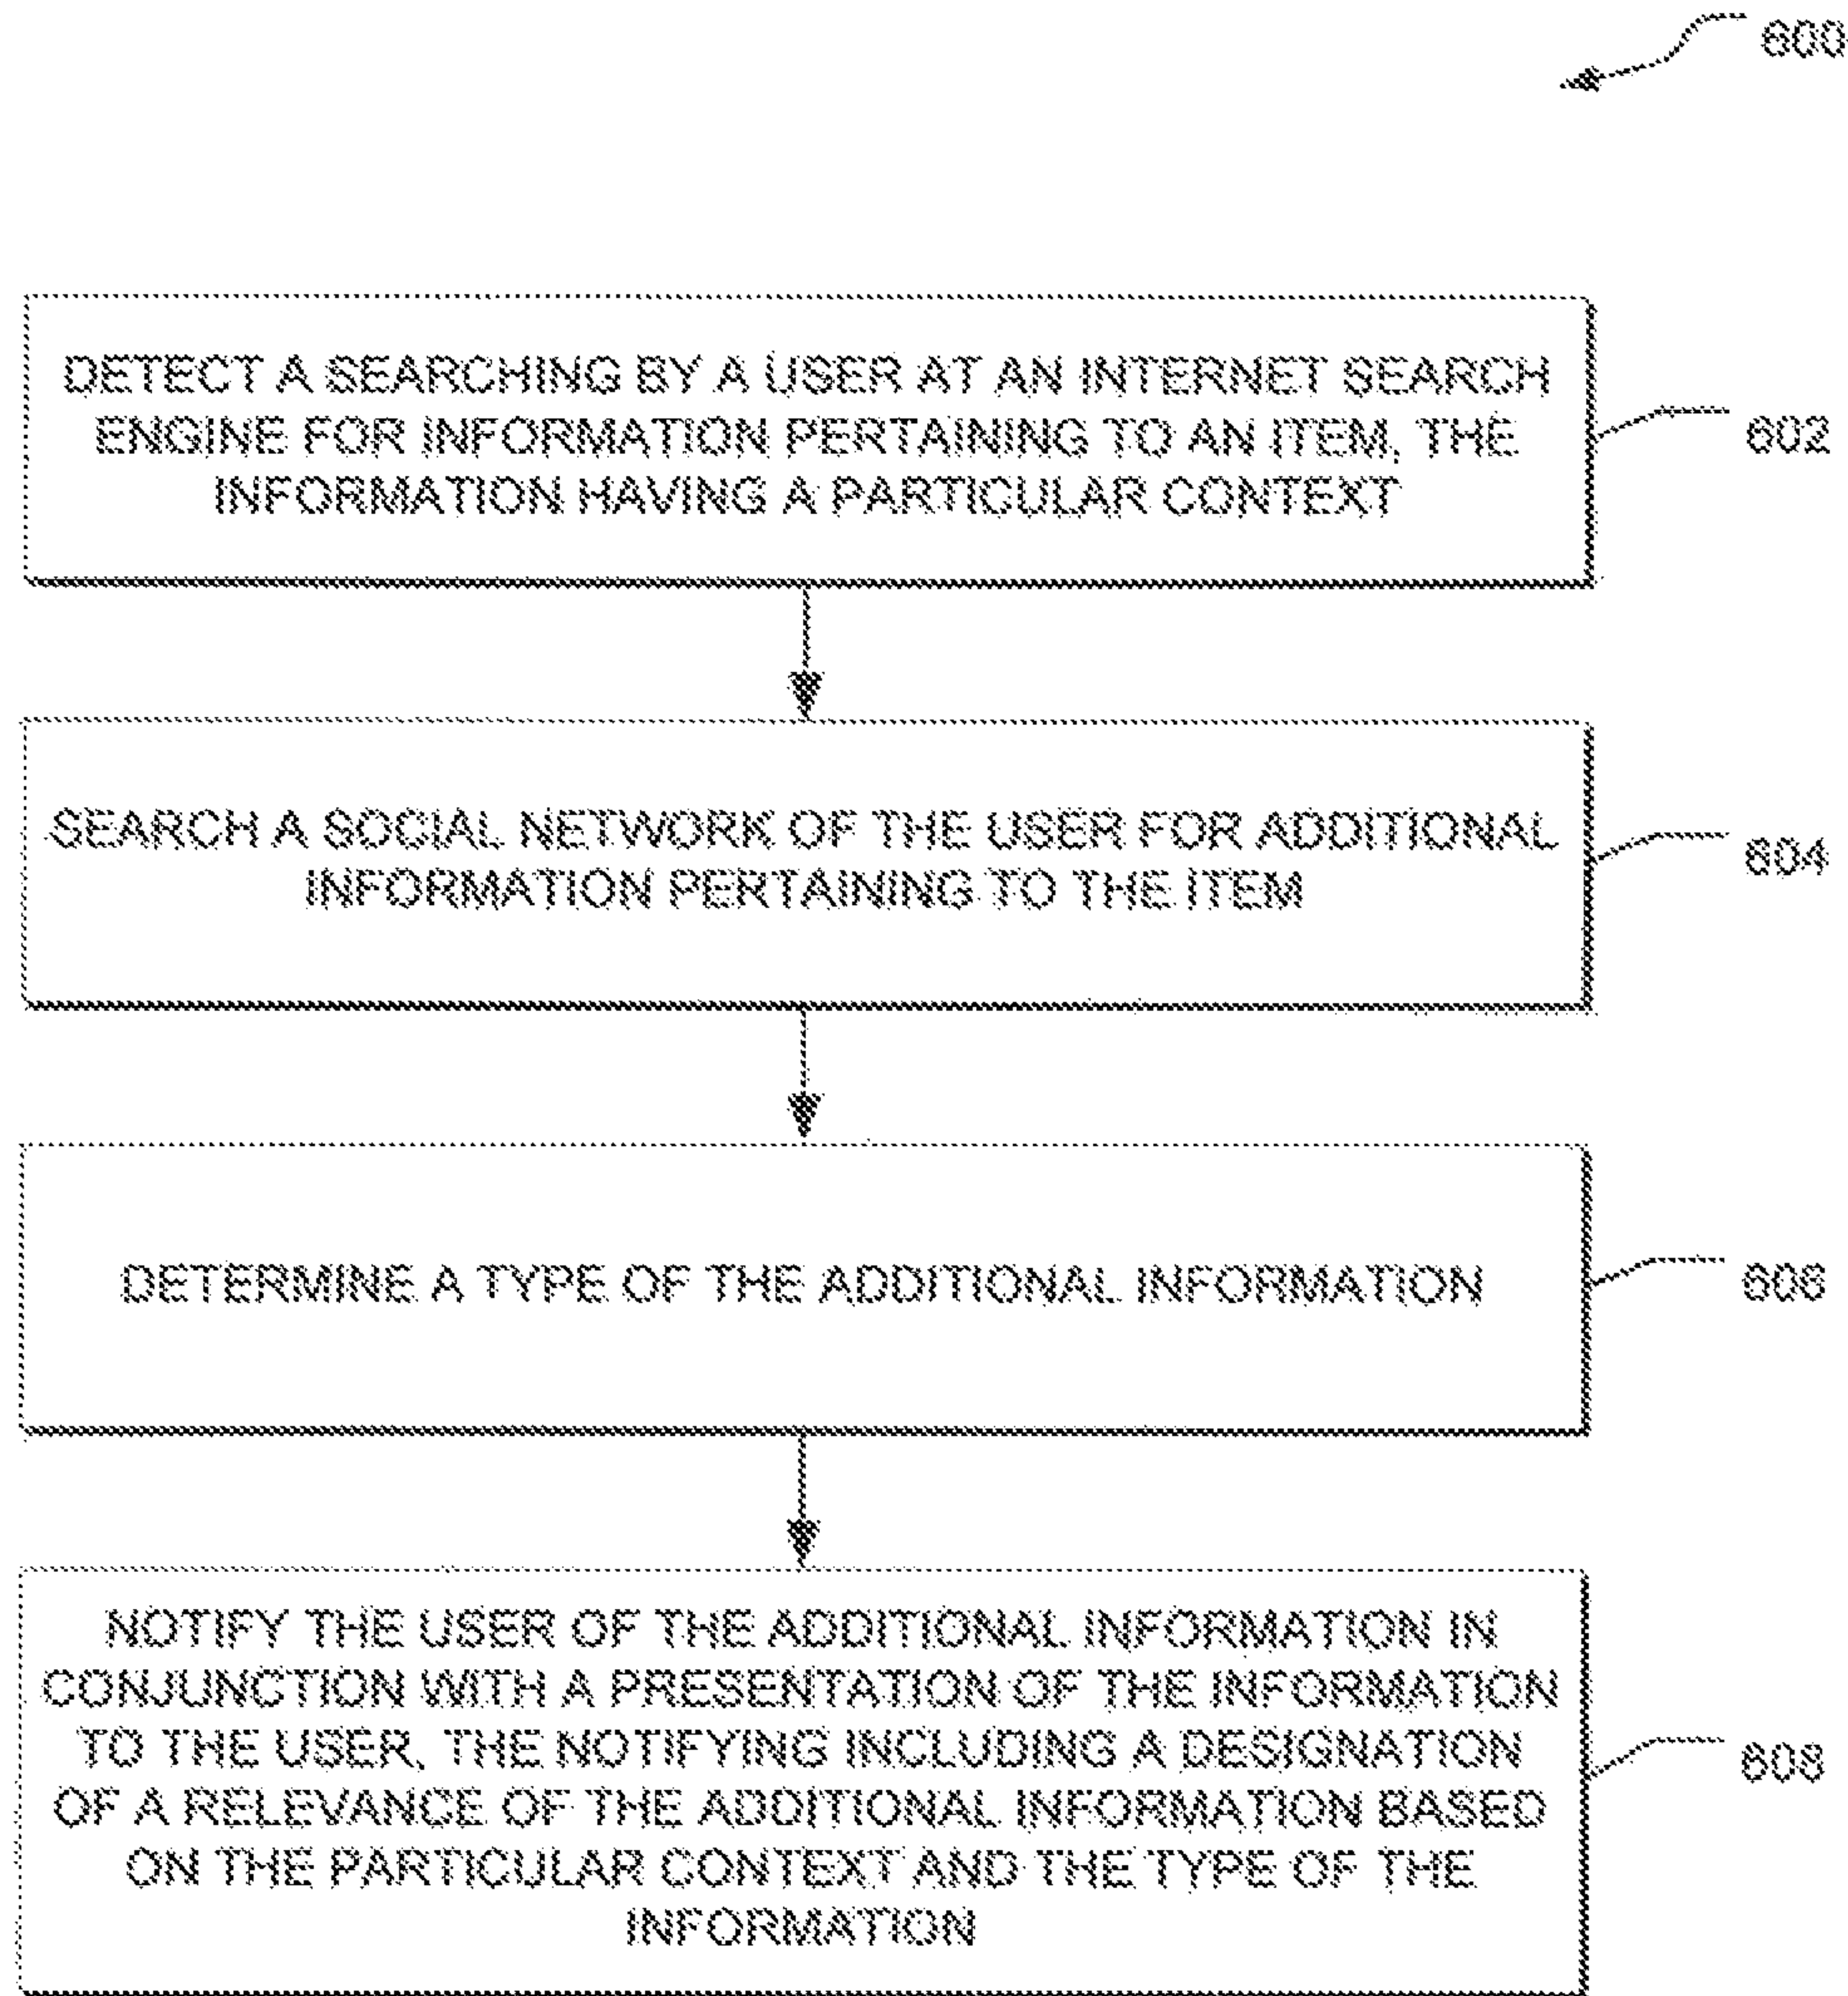 600
DETECT A SEARCHING BY A USER AT AN INTERNET SEARCH
ENGINE FOR INFORMATION PERTAINING TO AN ITEM, THE
INFORMATION HAVING A PARTICULAR CONTEXT
602
SEARCH A SOCIAL NETWORK OF THE USER FOR ADDITIONAL
INFORMATION PERTAINING TO THE ITEM
604
DETERMINE A TYPE OF THE ADDITIONAL INFORMATION
606
NOTIFY THE USER OF THE ADDITIONAL INFORMATION IN
CONJUNCTION WITH A PRESENTATION OF THE INFORMATION
TO THE USER, THE NOTIFYING INCLUDING A DESIGNATION
OF A RELEVANCE OF THE ADDITIONAL INFORMATION BASED
ON THE PARTICULAR CONTEXT AND THE TYPE OF THE
INFORMATION
608